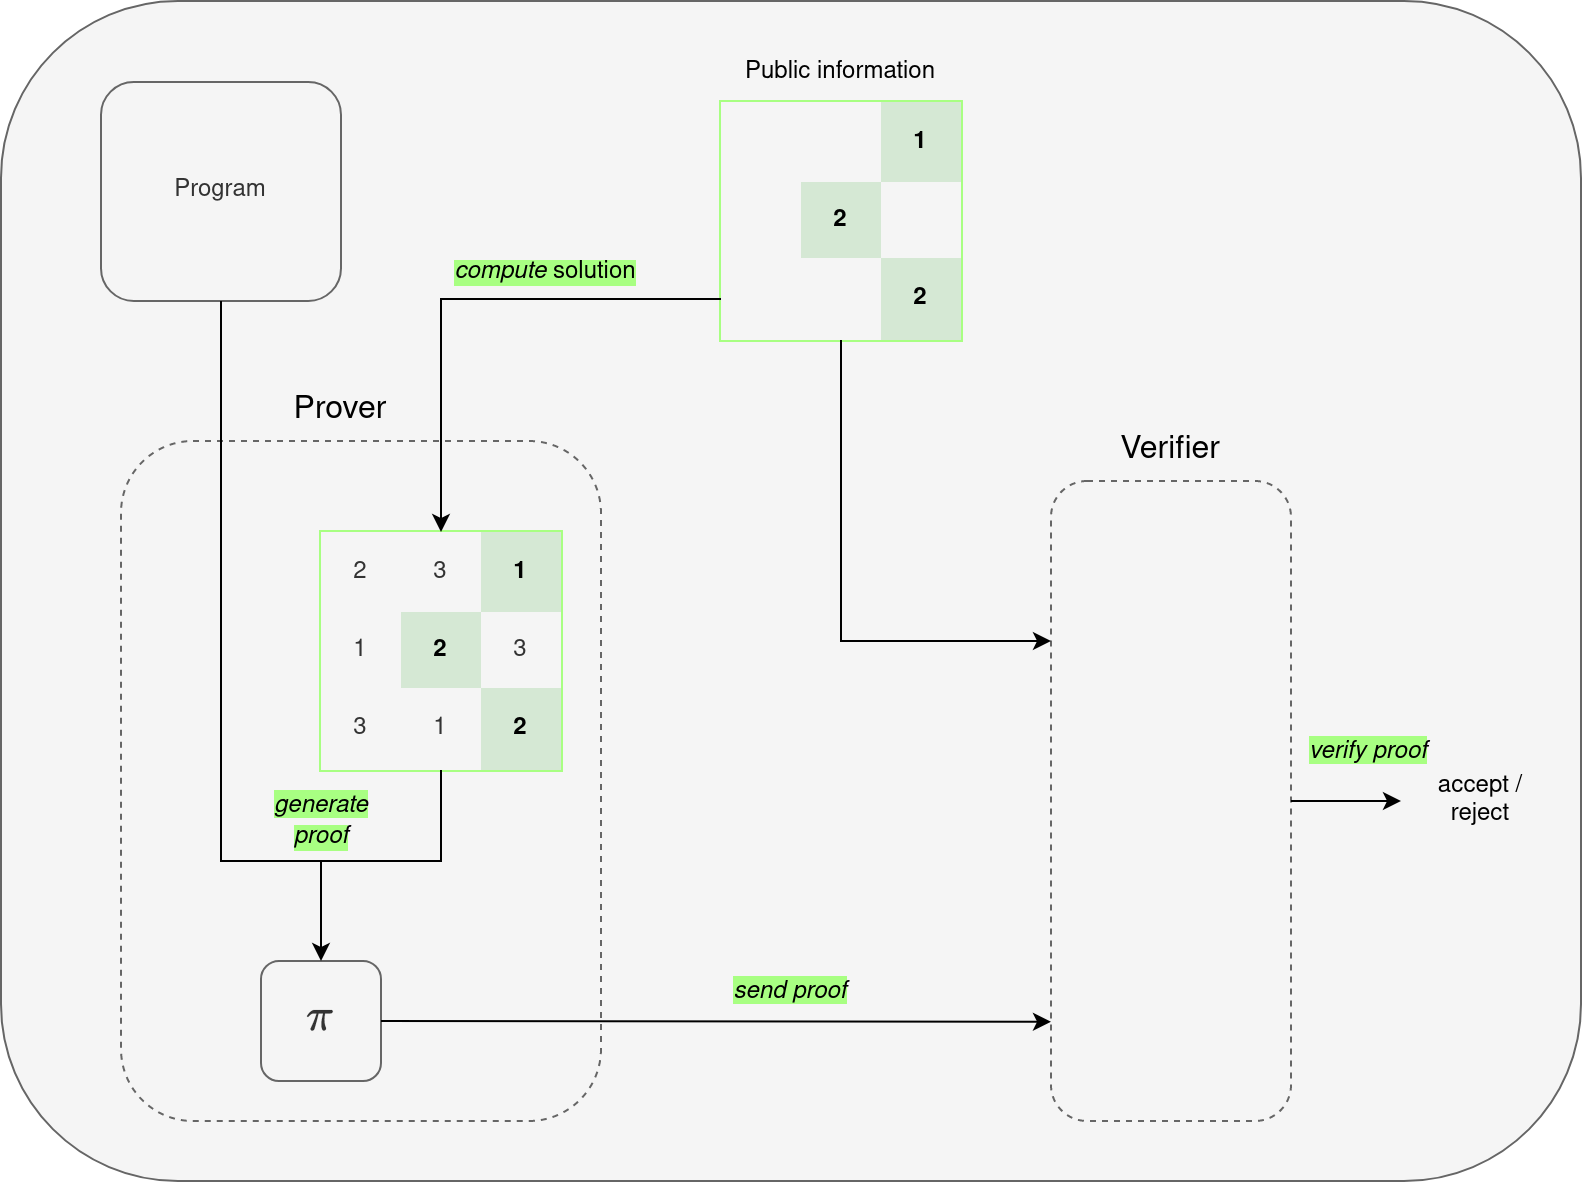 Public information
1
Program
2
compute solution
2
Prover
Verifier
2 3 1
1 2 3
3 1 2
verify proof
accept /
reject
generate
proof
send proof
π